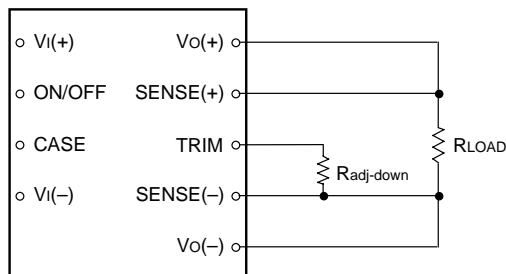 VI(+) VO(+)
ON/OFF SENSE(+)
CASE TRIM
RLOAD
Radj-down
VI(–) SENSE(–)
VO(–)